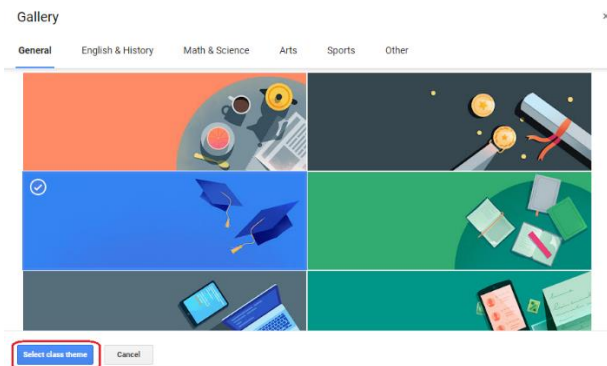 Gallery
General English & History Math & Science Arts Sports Other
Select class theme Cancel